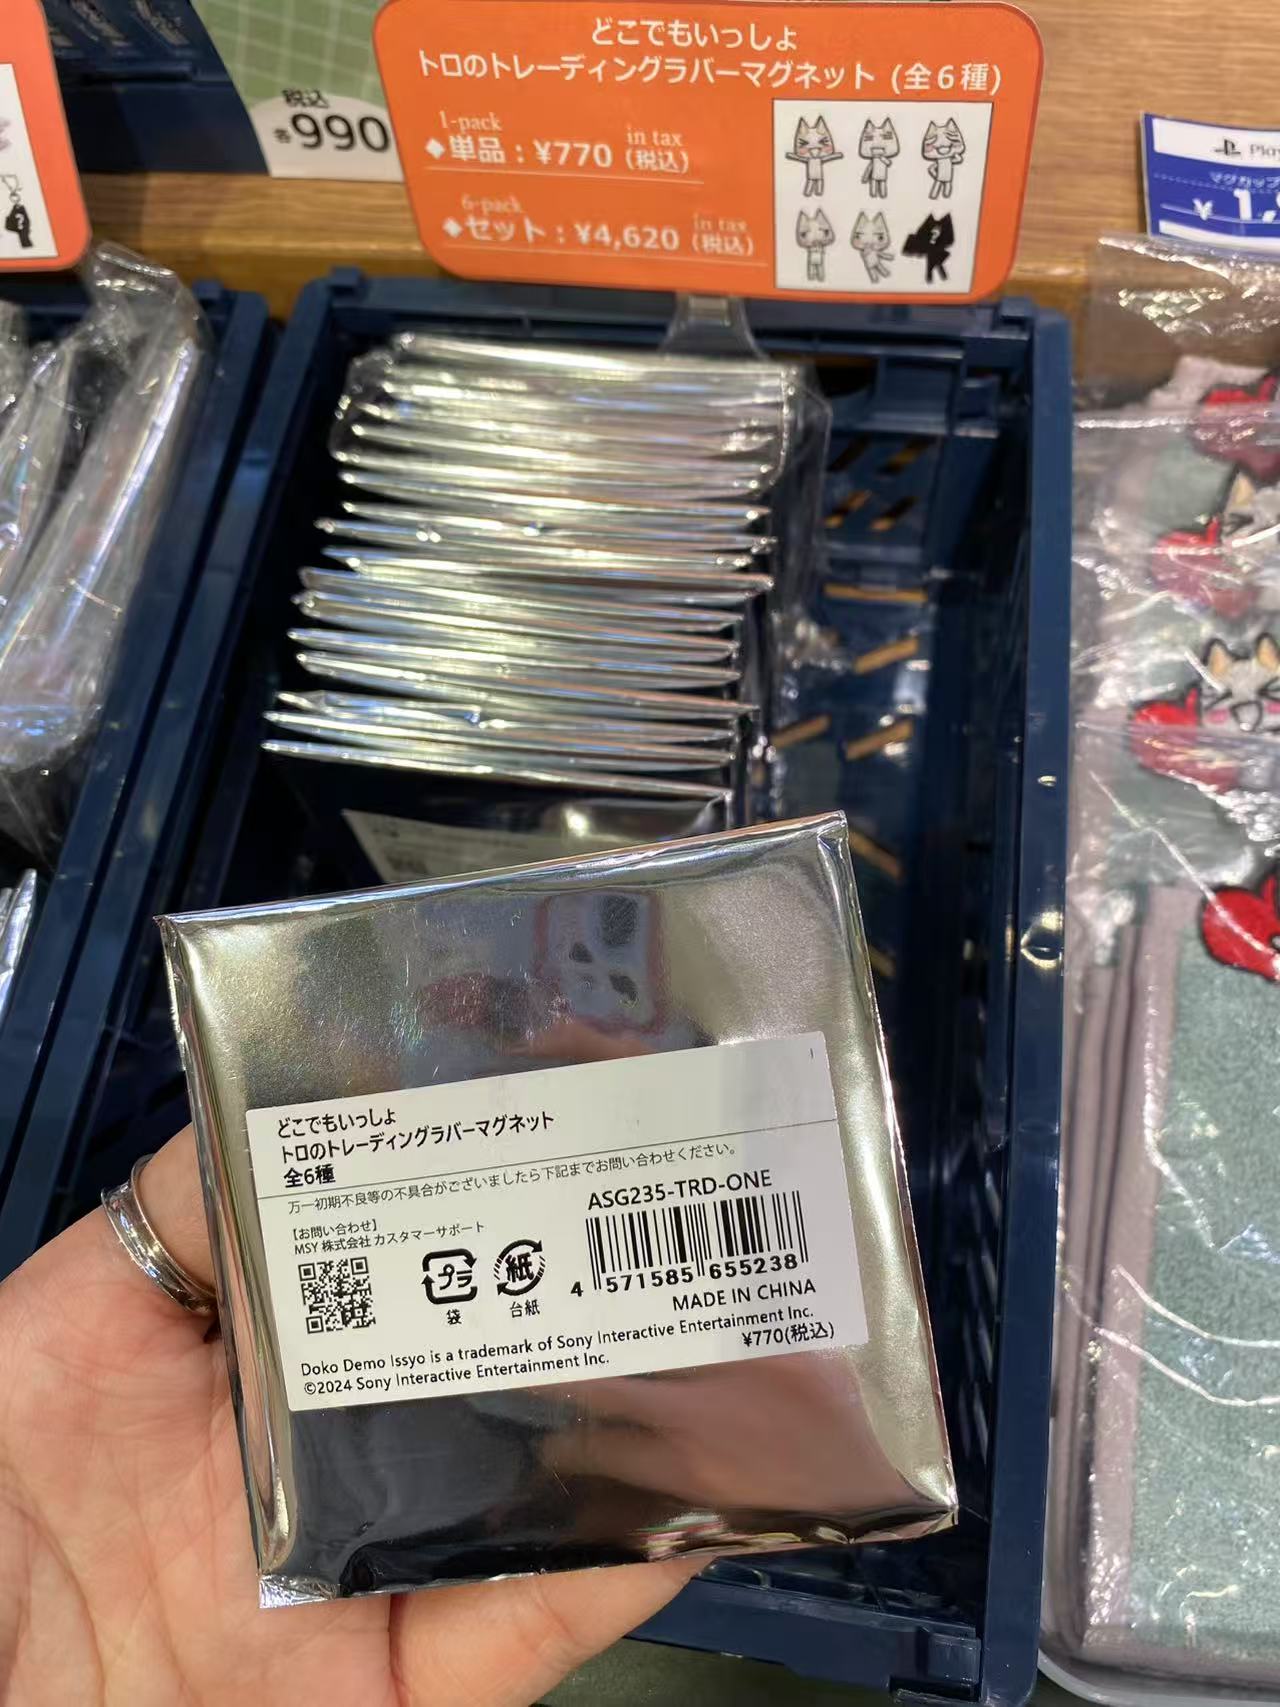 どこでもいっしょ
トロのトレーディングラバーマグネット (全6種)
1-pack
in tax
◆単品:¥770 (税込)
6-pack
in tax
◆セット:¥4,620 (税込)
?
税込
各990
?
マグカップ
¥
どこでもいっしょ
トロのトレーディングラバーマグネット
全6種
万一初期不良等の不具合がございましたら下記までお問い合わせください。
【お問い合わせ】
MSY 株式会社 カスタマーサポート
プラ
袋
紙
台紙
ASG235-TRD-ONE
4 571585 655238
MADE IN CHINA
Doko Demo Issyo is a trademark of Sony Interactive Entertainment Inc.
©2024 Sony Interactive Entertainment Inc.
¥770(税込)